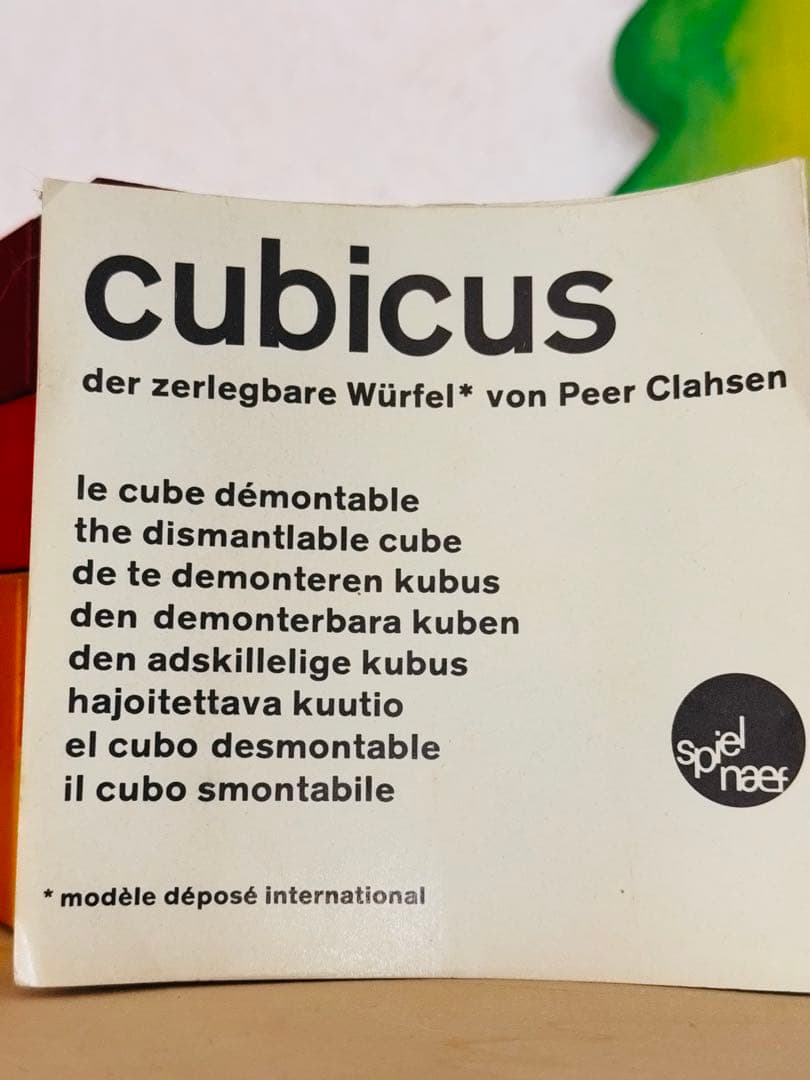 cubicus
der zerlegbare Würfel* von Peer Clahsen
le cube démontable
the dismantlable cube
de te demonteren kubus
den demonterbara kuben
den adskillelige kubus
hajoitettava kuutio
el cubo desmontable
il cubo smontabile
spiel
naef
* modèle déposé international